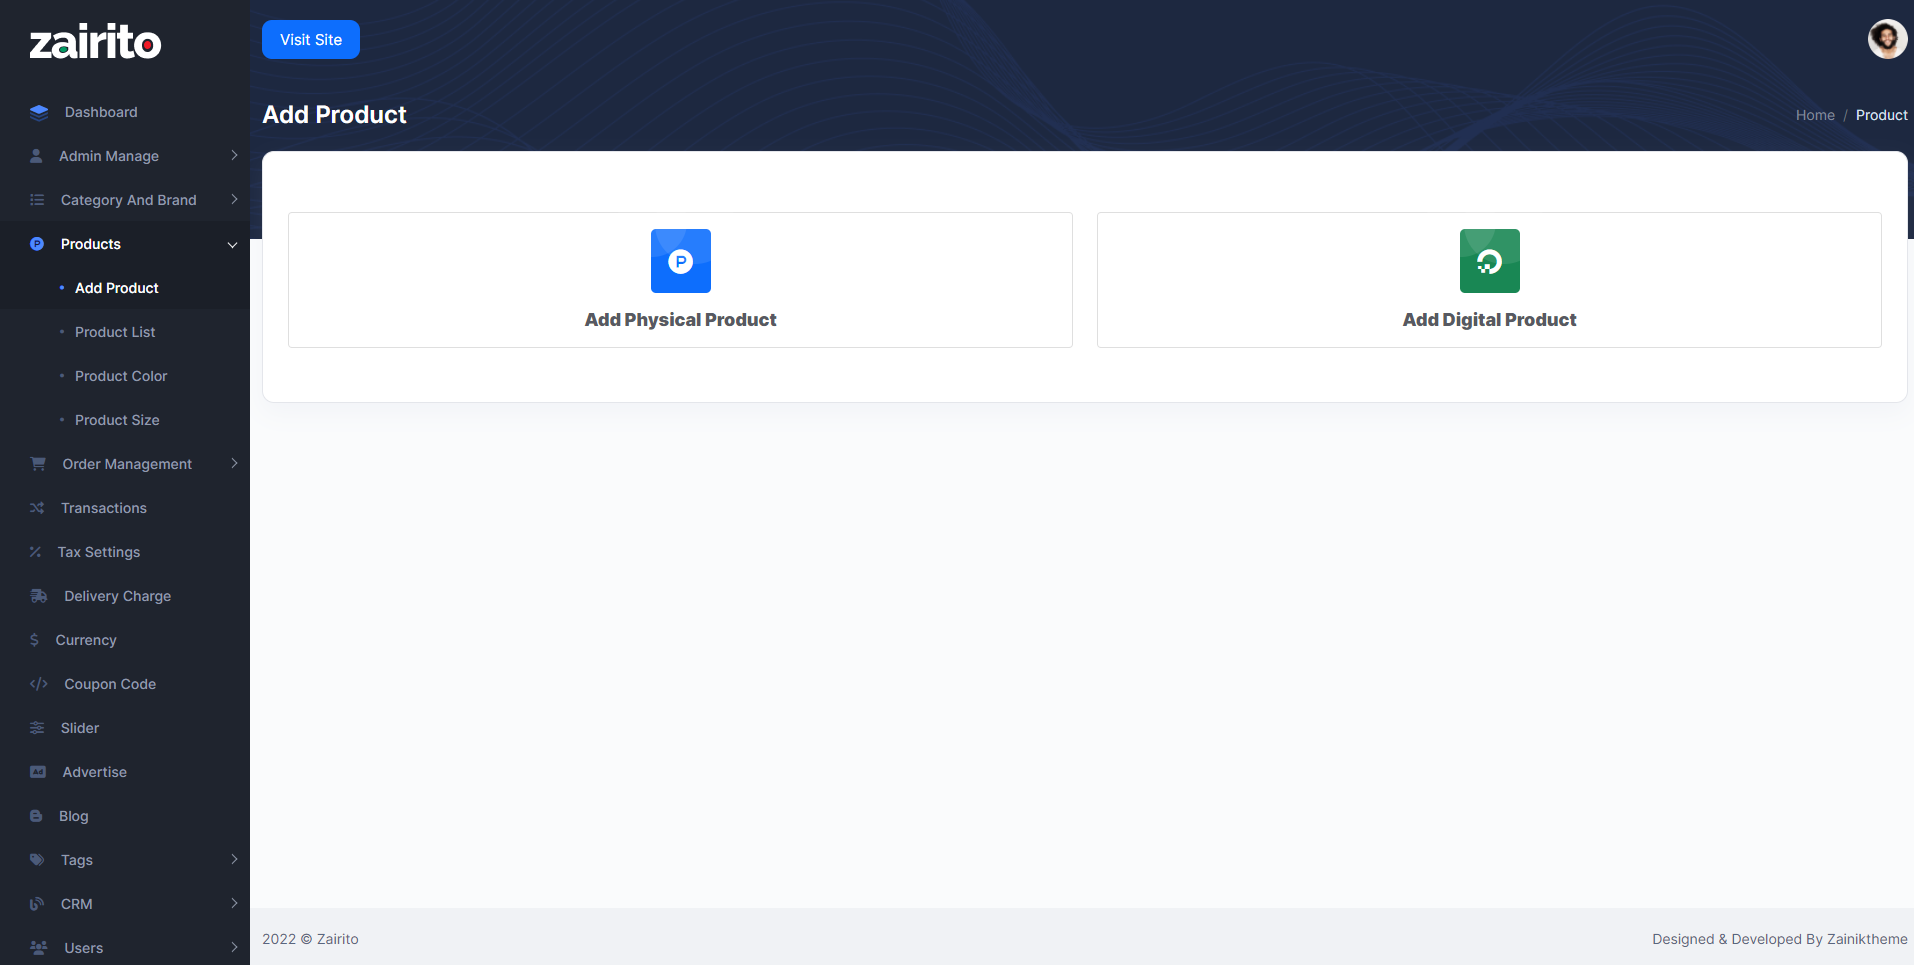 zairito
Dashboard
Admin Manage
Category And Brand
Products
Add Product
Product List
Product Color
Product Size
Order Management
Transactions
Tax Settings
Delivery Charge
Currency
Coupon Code
Slider
Advertise
Blog
Tags
CRM
Users
Visit Site
Add Product
Home / Product
Add Physical Product
Add Digital Product
2022 © Zairito
Designed & Developed By Zainiktheme